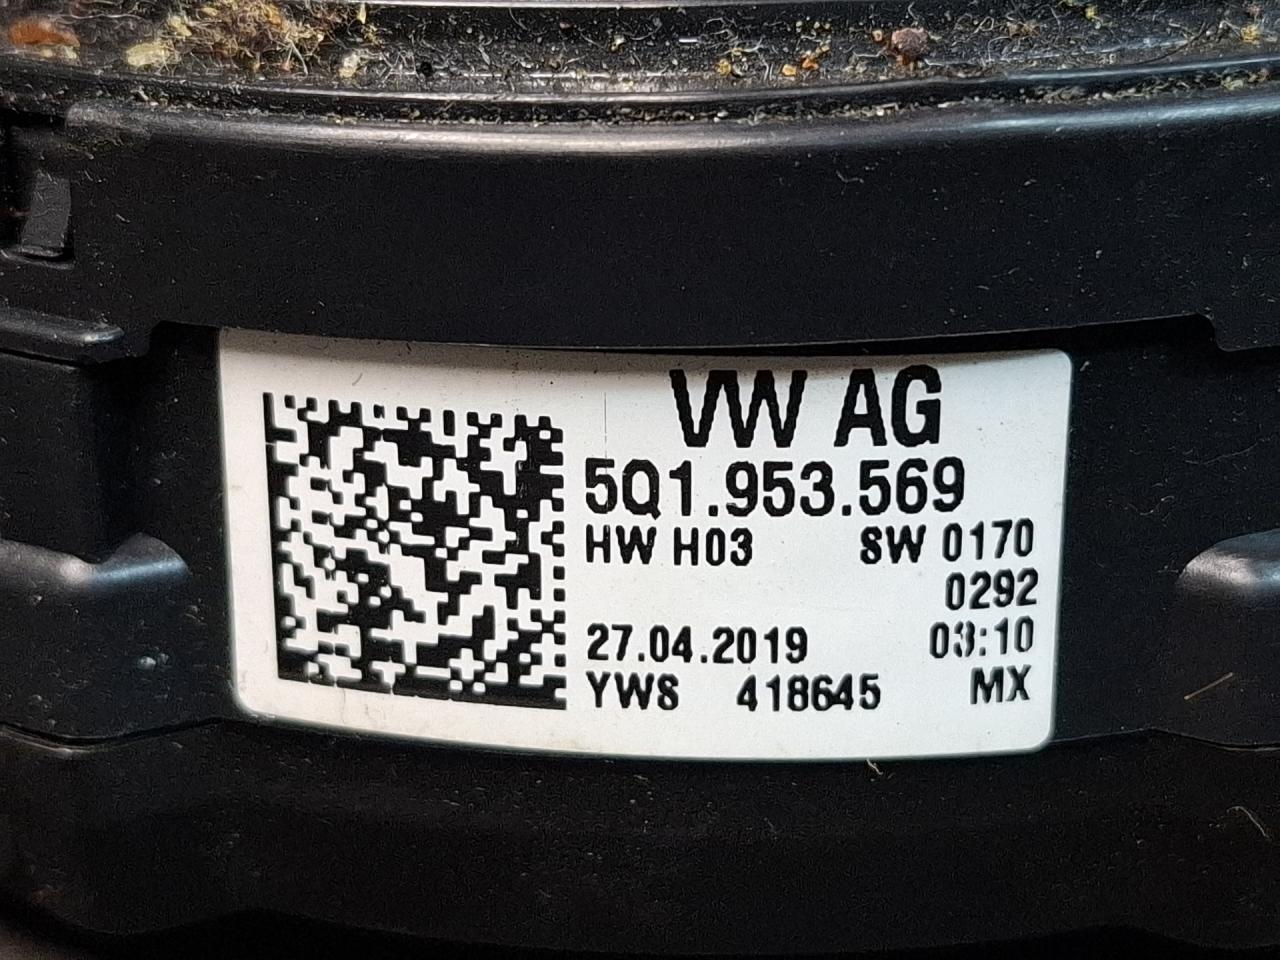 VW AG
5Q1.953.569
HW H03 SW 0170
0292
27.04.2019 03:10
YWS 418645 MX